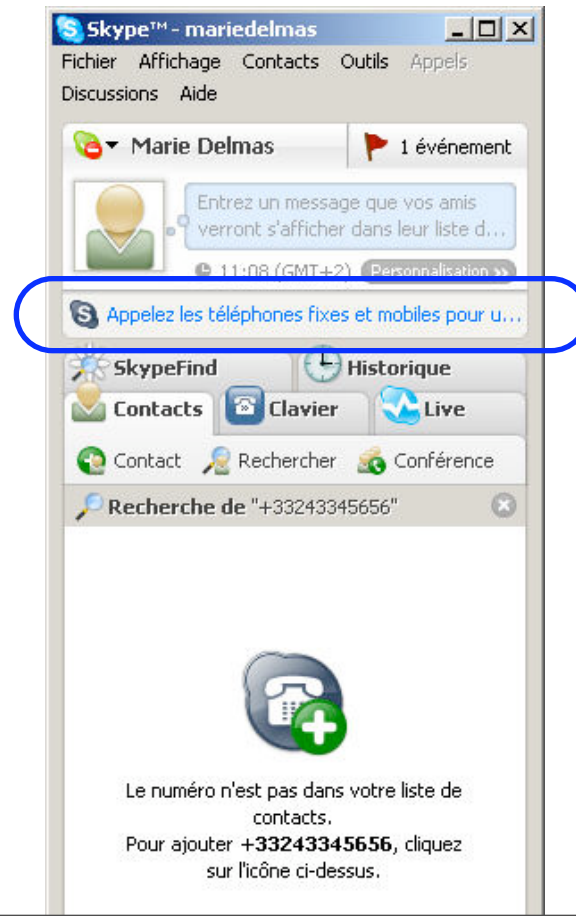 Skype™ - mariedelmas
Fichier Affichage Contacts Outils Appels
Discussions Aide
Marie Delmas 1 événement
Entrez un message que vos amis
verront s'afficher dans leur liste d...
11:08 (GMT+2) Personnalisation »
Appelez les téléphones fixes et mobiles pour u...
SkypeFind Historique
Contacts Clavier Live
Contact Rechercher Conférence
Recherche de "+33243345656"
Le numéro n'est pas dans votre liste de
contacts.
Pour ajouter +33243345656, cliquez
sur l'icône ci-dessus.